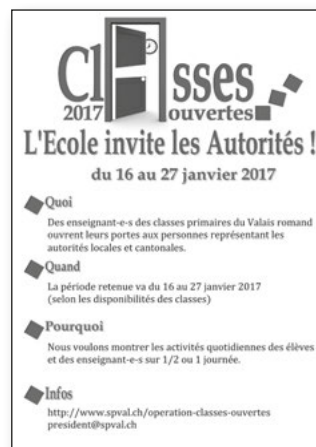 Classes
2017 ouvertes
L'Ecole invite les Autorités !
du 16 au 27 janvier 2017
Quoi
Des enseignant-e-s des classes primaires du Valais romand
ouvrent leurs portes aux personnes représentant les
autorités locales et cantonales.
Quand
La période retenue va du 16 au 27 janvier 2017
(selon les disponibilités des classes)
Pourquoi
Nous voulons montrer les activités quotidiennes des élèves
et des enseignant-e-s sur 1/2 ou 1 journée.
Infos
http://www.spval.ch/operation-classes-ouvertes
president@spval.ch